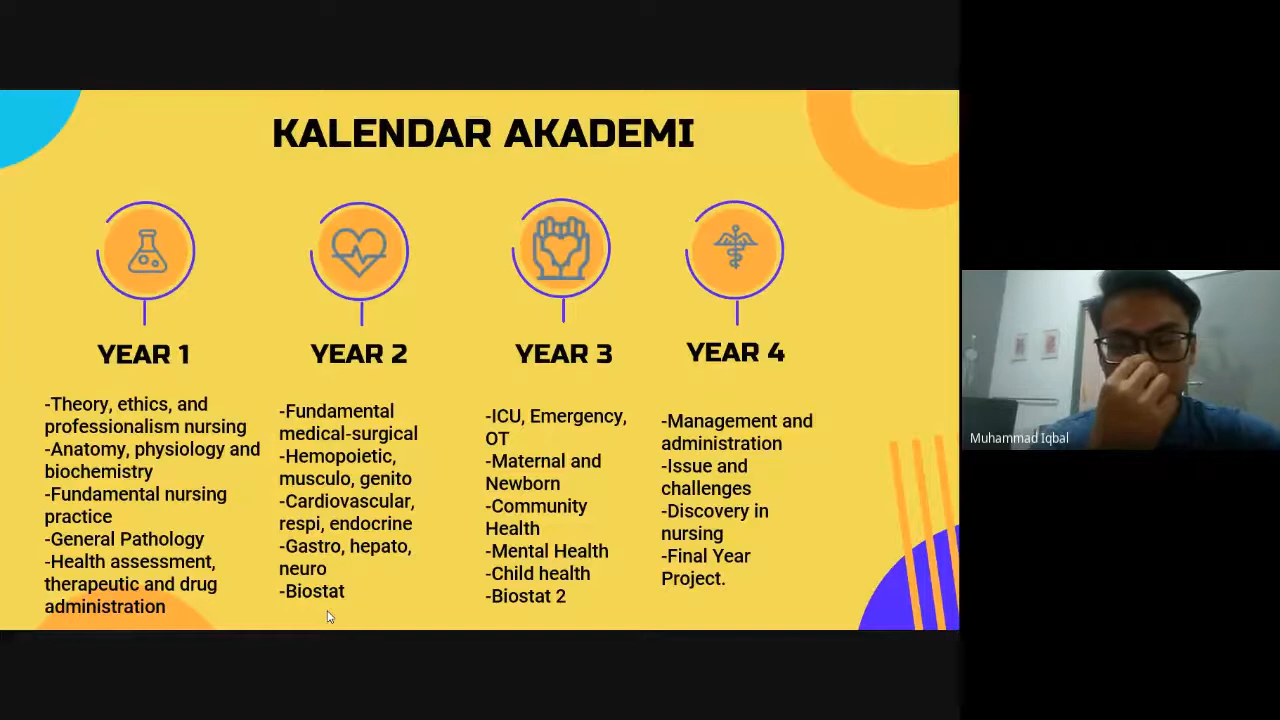 KALENDAR AKADEMI
YEAR 1
-Theory, ethics, and
professionalism nursing
-Anatomy, physiology and
biochemistry
-Fundamental nursing
practice
-General Pathology
-Health assessment,
therapeutic and drug
administration
YEAR 2
-Fundamental
medical-surgical
-Hemopoietic,
musculo, genito
-Cardiovascular,
respi, endocrine
-Gastro, hepato,
neuro
-Biostat
YEAR 3
-ICU, Emergency,
OT
-Maternal and
Newborn
-Community
Health
-Mental Health
-Child health
-Biostat 2
YEAR 4
-Management and
administration
-Issue and
challenges
-Discovery in
nursing
-Final Year
Project.
Muhammad Iqbal